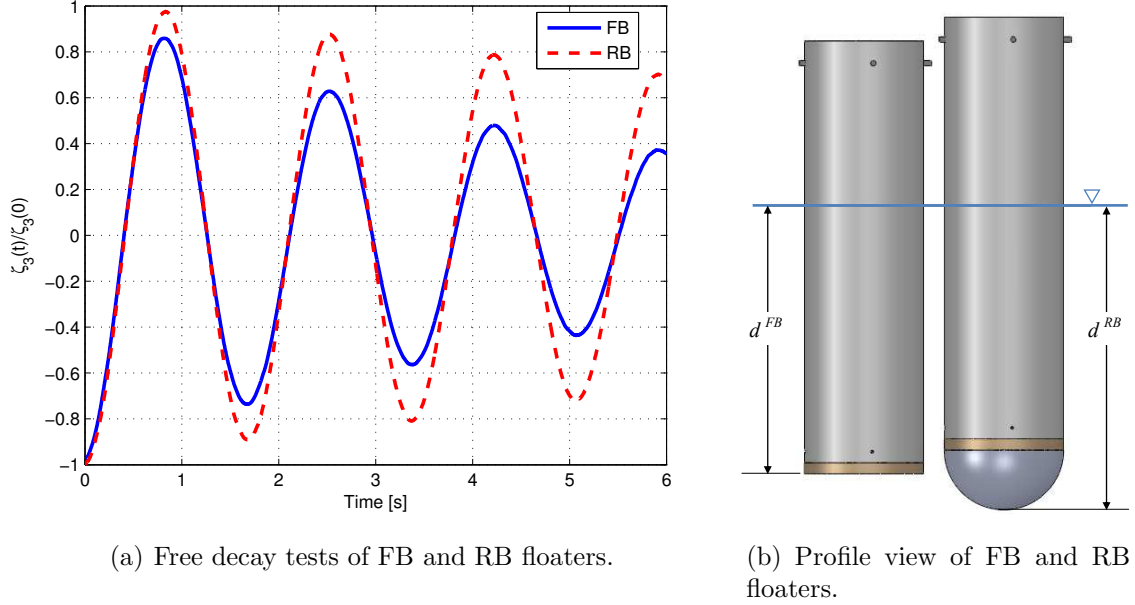 FB
RB
1
0.8
0.6
0.4
0.2
0
−0.2
−0.4
−0.6
−0.8
−1
ζ₃(t)/ζ₃(0)
0 1 2 3 4 5 6
Time [s]
d^{FB}
d^{RB}
(a) Free decay tests of FB and RB floaters.
(b) Profile view of FB and RB
floaters.